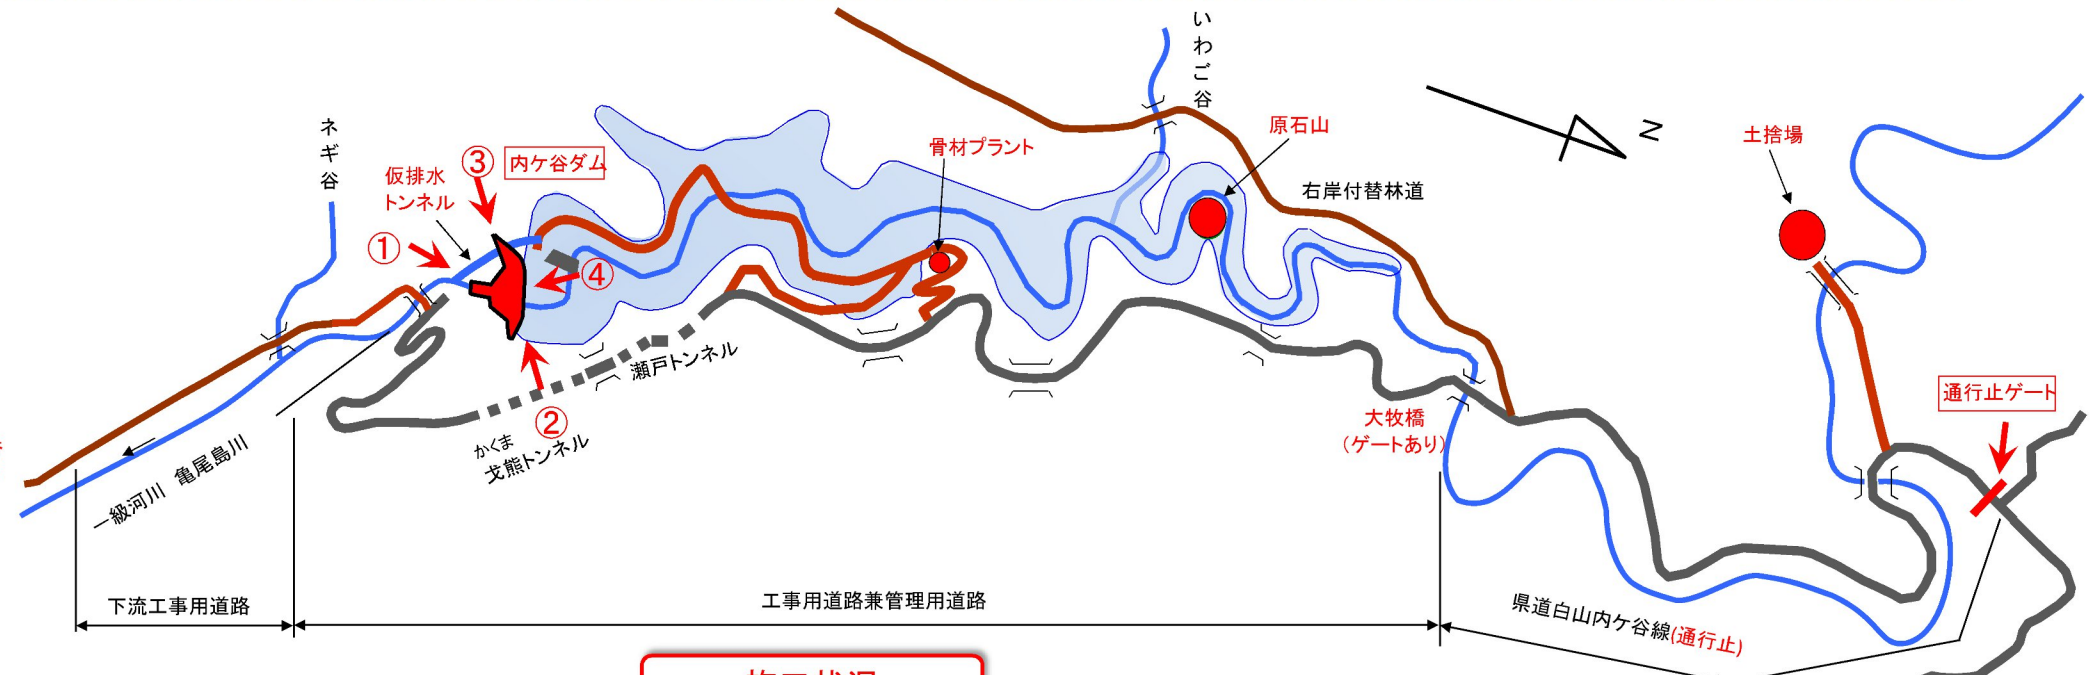 いわご谷
ネギ谷
③
内ケ谷ダム
仮排水
トンネル
①
④
骨材プラント
原石山
右岸付替林道
N
土捨場
瀬戸トンネル
②
かくま
戈熊トンネル
大牧橋
(ゲートあり)
通行止ゲート
一級河川 亀尾島川
下流工事用道路
工事用道路兼管理用道路
県道白山内ケ谷線(通行止)